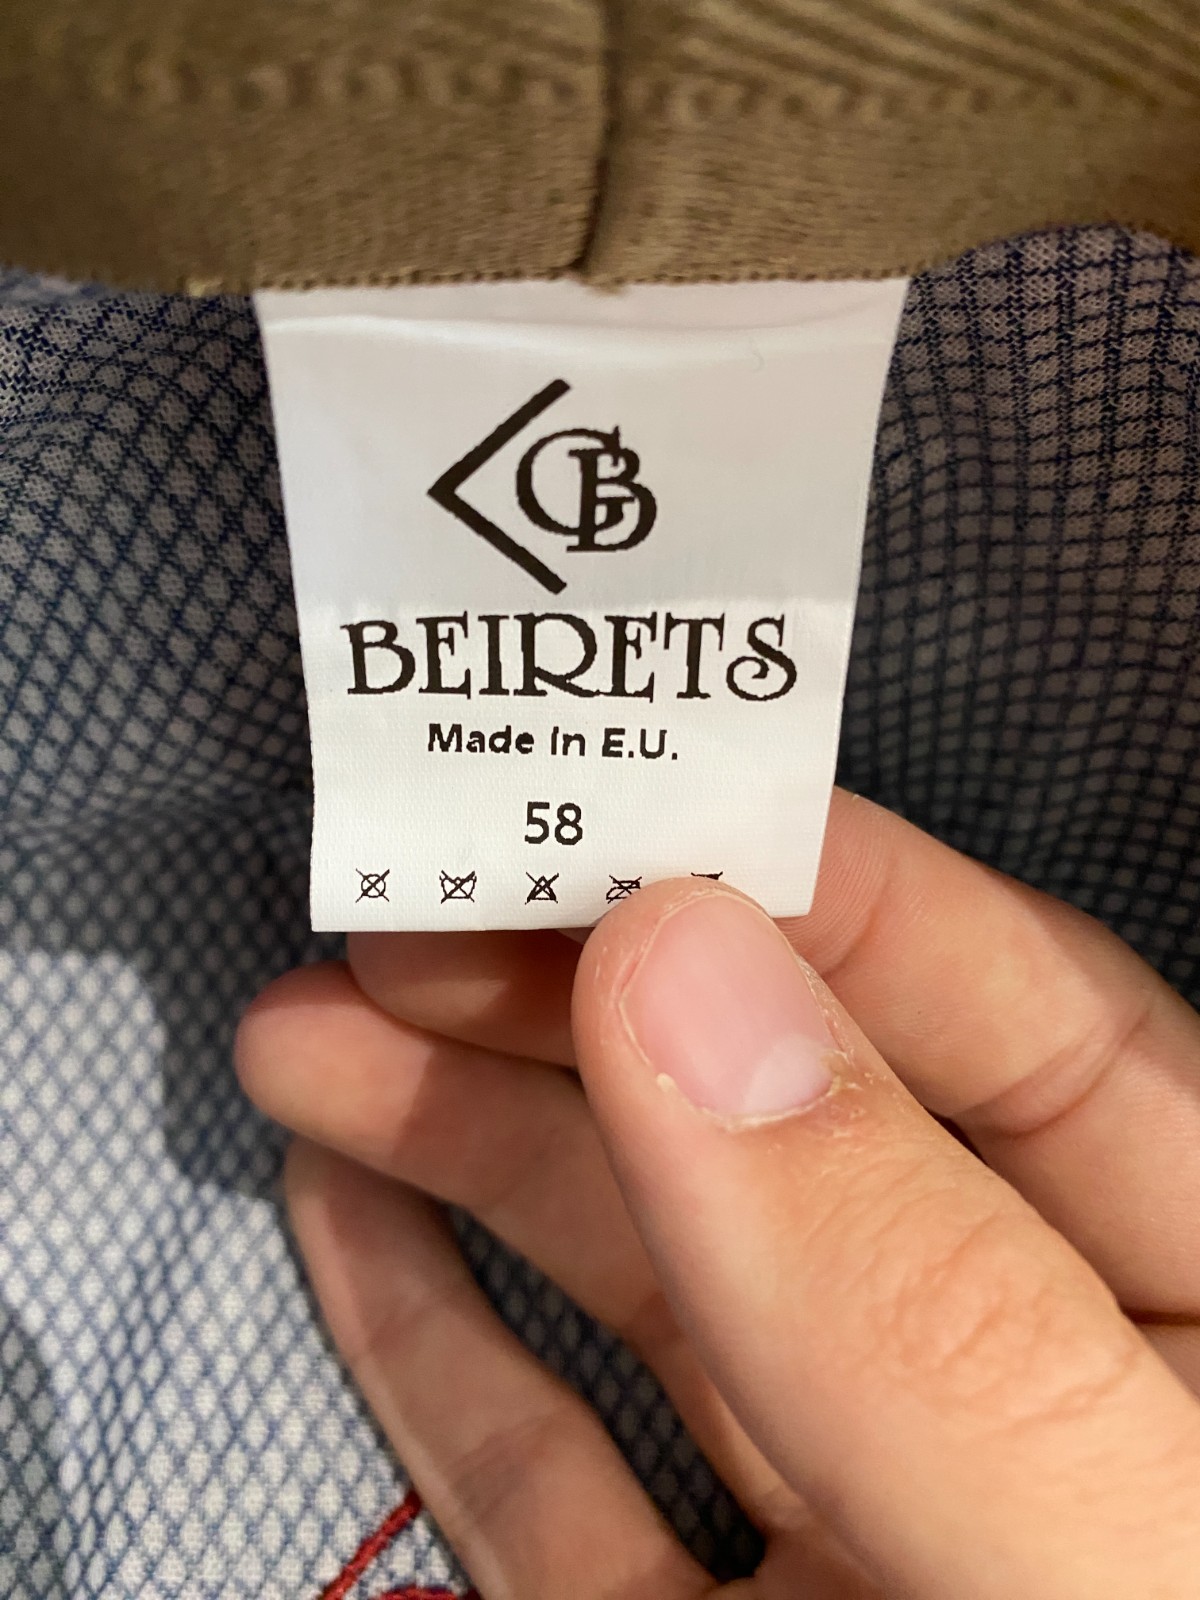 GB
BEIRETS
Made in E.U.
58